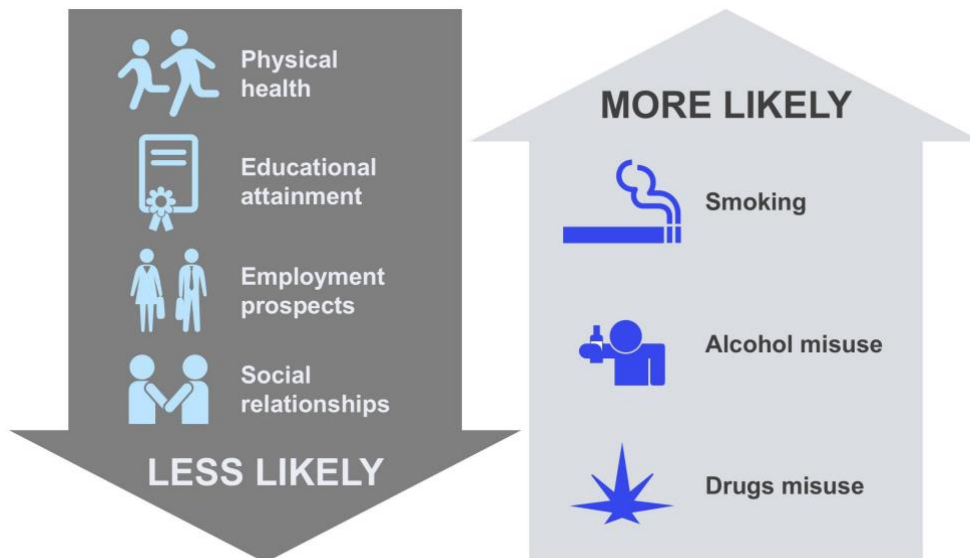 Physical
health
Educational
attainment
Employment
prospects
Social
relationships
LESS LIKELY
MORE LIKELY
Smoking
Alcohol misuse
Drugs misuse